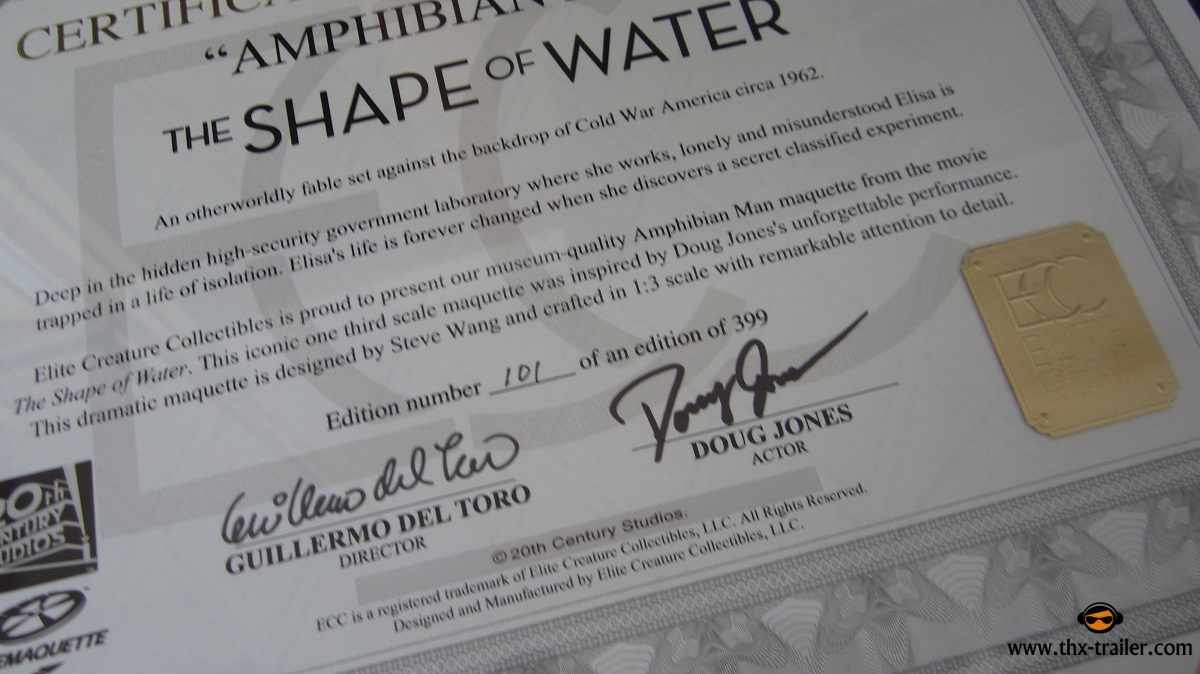 “AMPHIBIAN
THE SHAPE OF WATER
An otherworldly fable set against the backdrop of Cold War America circa 1962.
Deep in the hidden high-security government laboratory where she works, lonely and misunderstood Elisa is
trapped in a life of isolation. Elisa's life is forever changed when she discovers a secret classified experiment.
Elite Creature Collectibles is proud to present our museum-quality Amphibian Man maquette from the movie
The Shape of Water. This iconic one third scale maquette was inspired by Doug Jones's unforgettable performance.
This dramatic maquette is designed by Steve Wang and crafted in 1:3 scale with remarkable attention to detail.
Edition number 101 of an edition of 399
Guillermo del Toro
Doug Jones
GUILLERMO DEL TORO
DIRECTOR
DOUG JONES
ACTOR
ECC
© 20th Century Studios.
ECC is a registered trademark of Elite Creature Collectibles, LLC. All Rights Reserved.
Designed and Manufactured by Elite Creature Collectibles, LLC.
www.thx-trailer.com